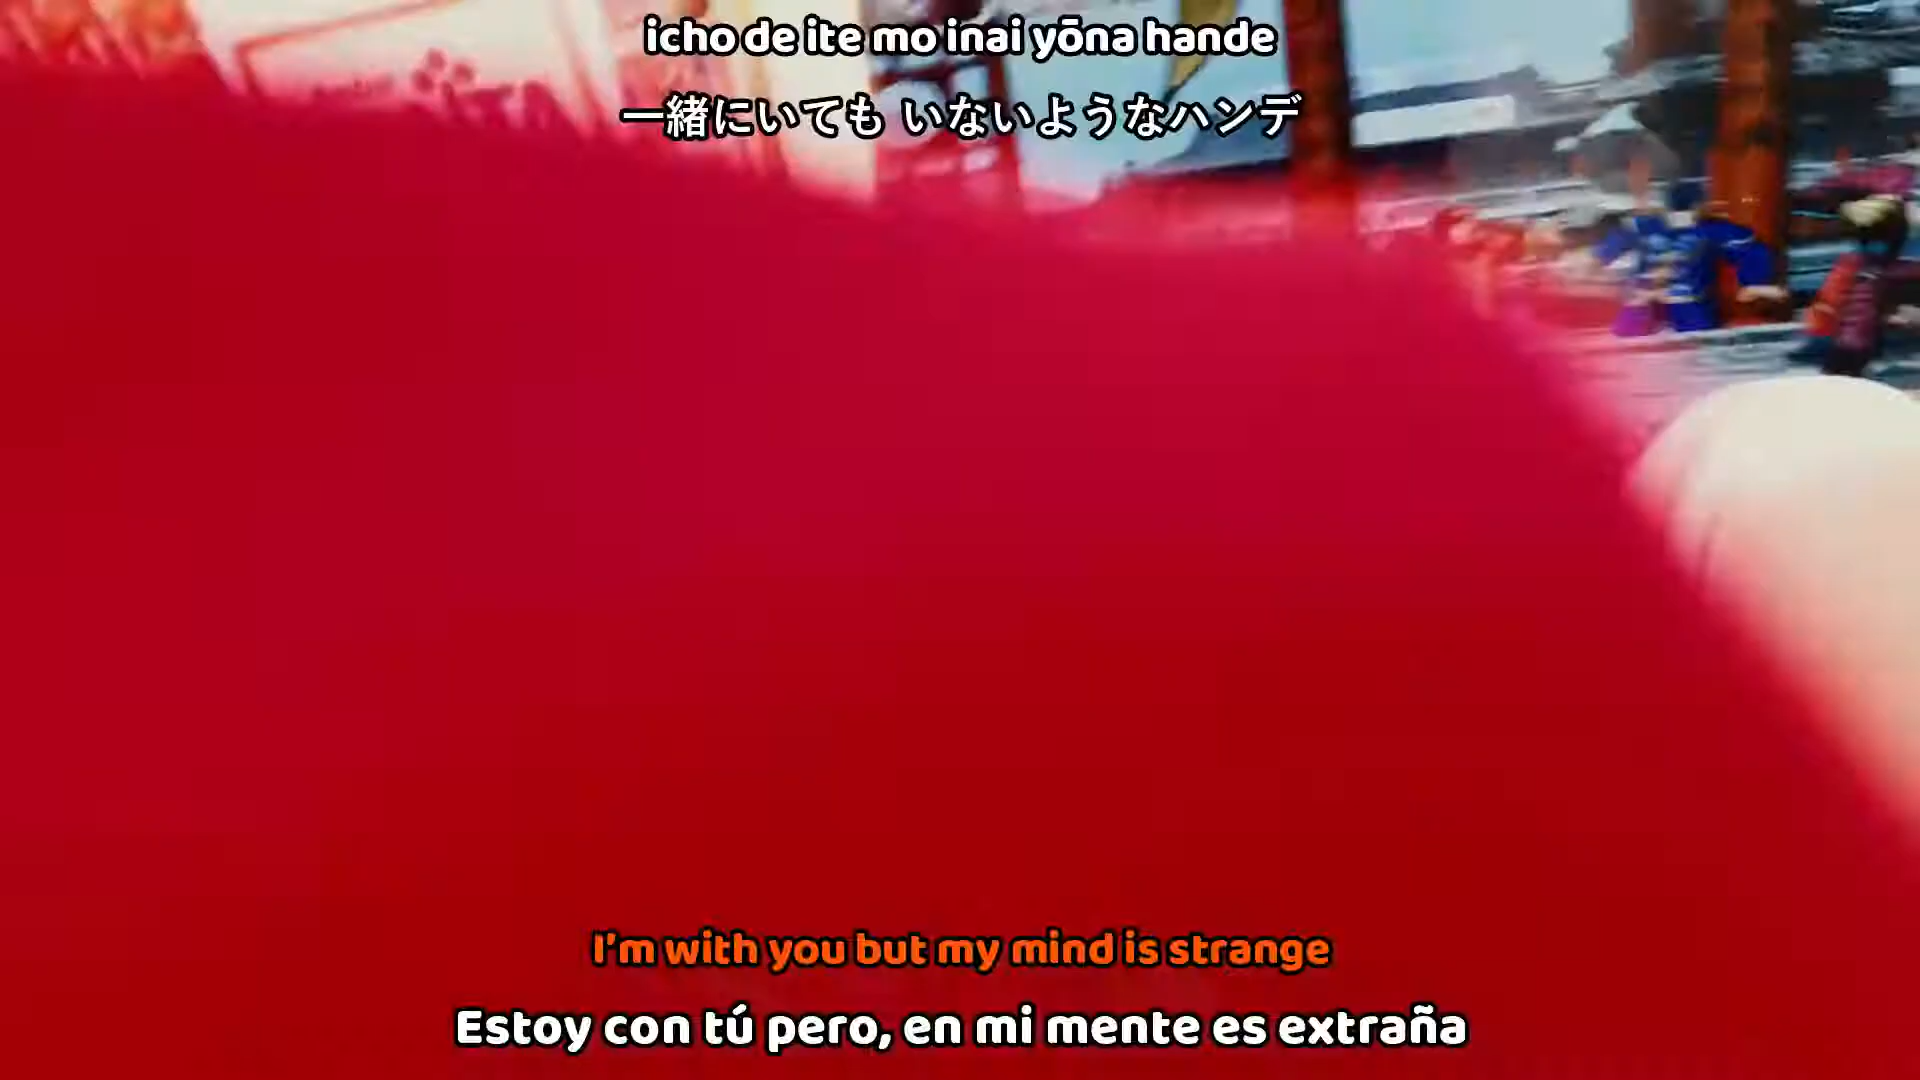 icho de ite mo inai yōna hande
一緒にいても いないようなハンデ
I'm with you but my mind is strange
Estoy con tú pero, en mi mente es extraña